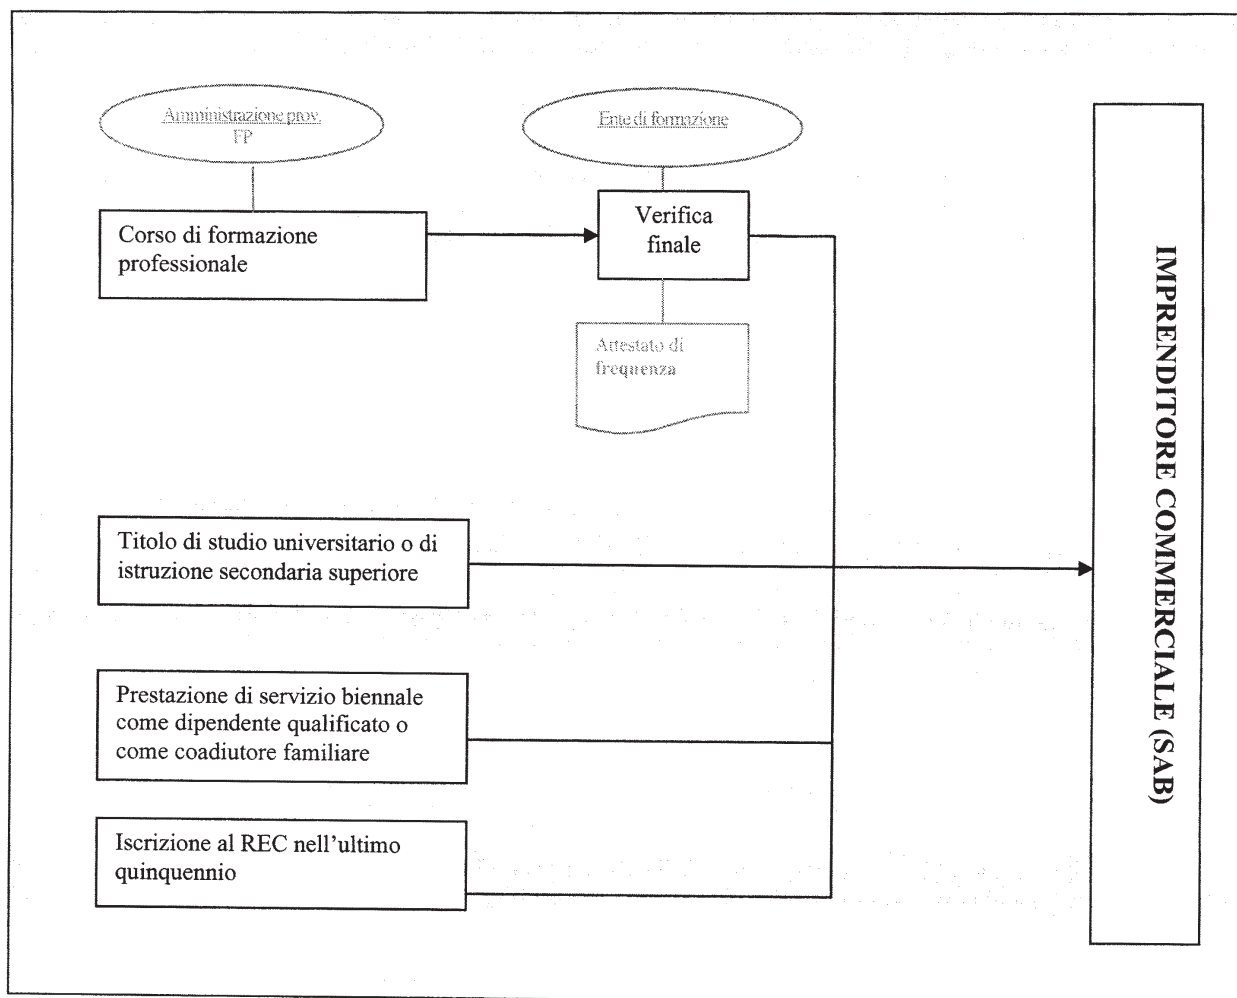 Amministrazione prov.
FP
Ente di formazione
Corso di formazione
professionale
Verifica
finale
Attestato di
frequenza
Titolo di studio universitario o di
istruzione secondaria superiore
Prestazione di servizio biennale
come dipendente qualificato o
come coadiutore familiare
Iscrizione al REC nell'ultimo
quinquennio
IMPRENDITORE COMMERCIALE (SAB)